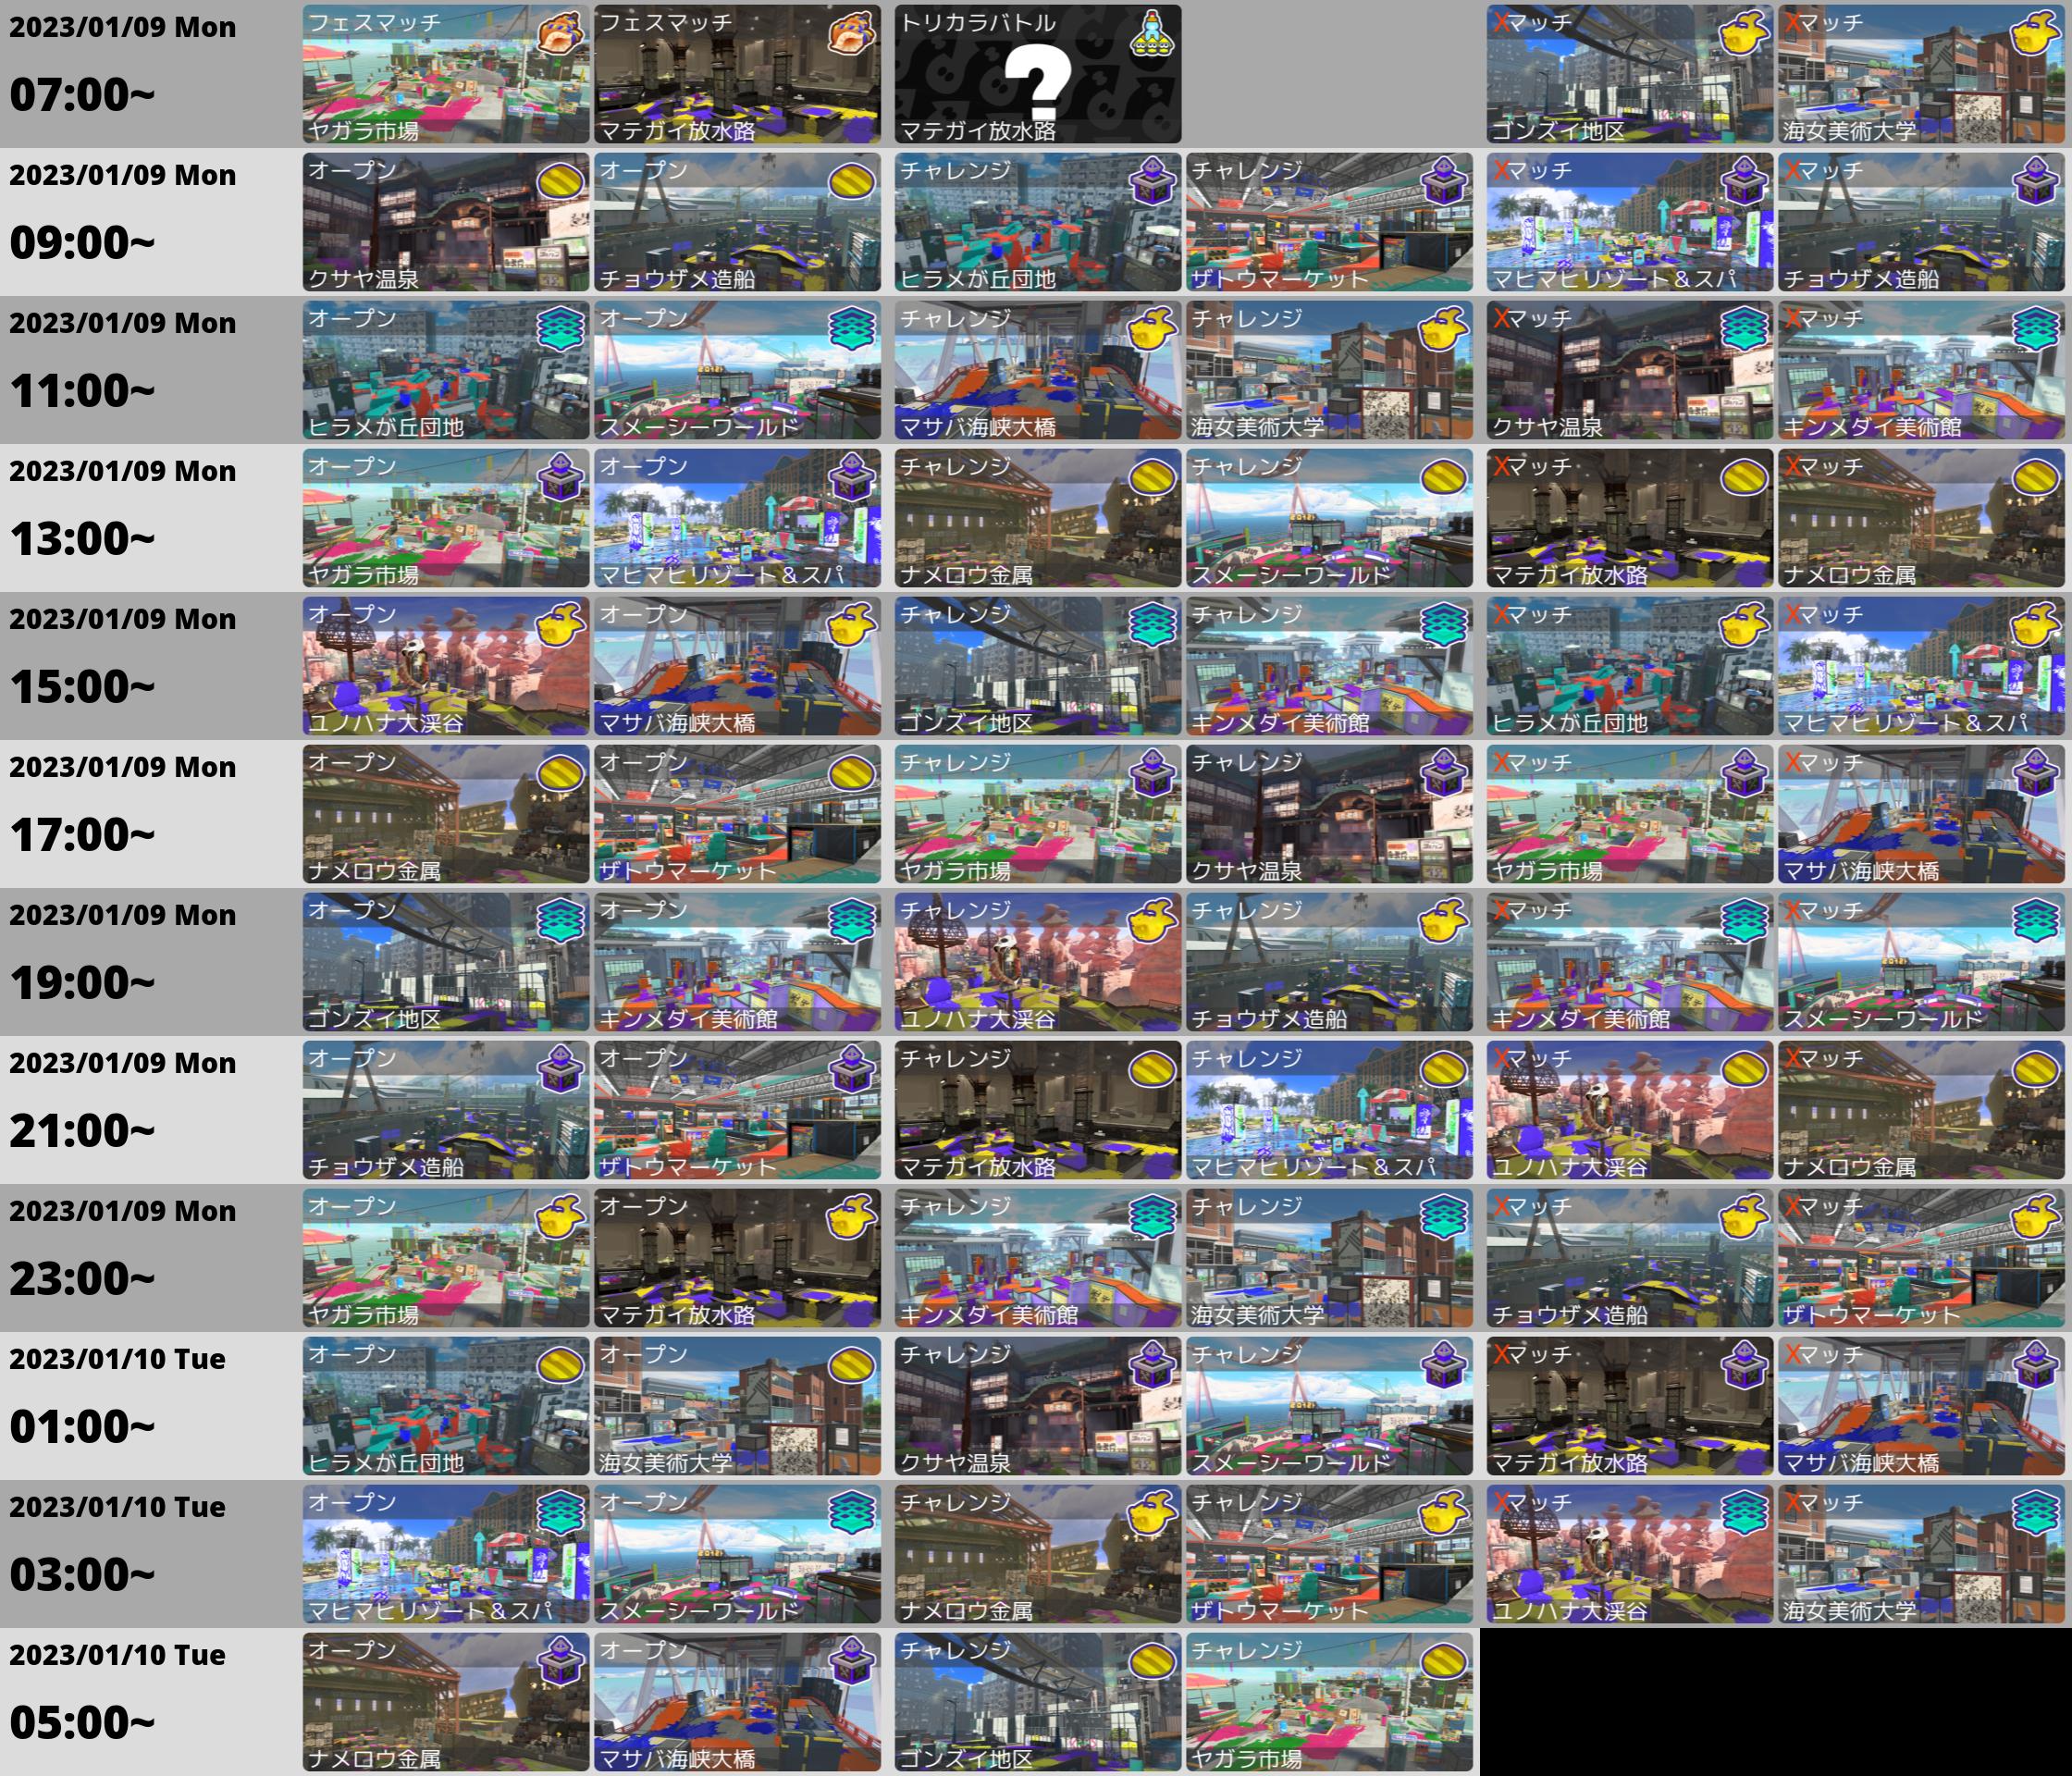 2023/01/09 Mon
07:00~
フェスマッチ
ヤガラ市場
フェスマッチ
マテガイ放水路
トリカラバトル
?
マテガイ放水路
Xマッチ
ゴンズイ地区
Xマッチ
海女美術大学
2023/01/09 Mon
09:00~
オープン
クサヤ温泉
オープン
チョウザメ造船
チャレンジ
ヒラメが丘団地
チャレンジ
ザトウマーケット
Xマッチ
マヒマヒリゾート&スパ
Xマッチ
チョウザメ造船
2023/01/09 Mon
11:00~
オープン
ヒラメが丘団地
オープン
スメーシーワールド
チャレンジ
マサバ海峡大橋
チャレンジ
海女美術大学
Xマッチ
クサヤ温泉
Xマッチ
キンメダイ美術館
2023/01/09 Mon
13:00~
オープン
ヤガラ市場
オープン
マヒマヒリゾート&スパ
チャレンジ
ナメロウ金属
チャレンジ
スメーシーワールド
Xマッチ
マテガイ放水路
Xマッチ
ナメロウ金属
2023/01/09 Mon
15:00~
オープン
ユノハナ大渓谷
オープン
マサバ海峡大橋
チャレンジ
ゴンズイ地区
チャレンジ
キンメダイ美術館
Xマッチ
ヒラメが丘団地
Xマッチ
マヒマヒリゾート&スパ
2023/01/09 Mon
17:00~
オープン
ナメロウ金属
オープン
ザトウマーケット
チャレンジ
ヤガラ市場
チャレンジ
クサヤ温泉
Xマッチ
ヤガラ市場
Xマッチ
マサバ海峡大橋
2023/01/09 Mon
19:00~
オープン
ゴンズイ地区
オープン
キンメダイ美術館
チャレンジ
ユノハナ大渓谷
チャレンジ
チョウザメ造船
Xマッチ
キンメダイ美術館
Xマッチ
スメーシーワールド
2023/01/09 Mon
21:00~
オープン
チョウザメ造船
オープン
ザトウマーケット
チャレンジ
マテガイ放水路
チャレンジ
マヒマヒリゾート&スパ
Xマッチ
ユノハナ大渓谷
Xマッチ
ナメロウ金属
2023/01/09 Mon
23:00~
オープン
ヤガラ市場
オープン
マテガイ放水路
チャレンジ
キンメダイ美術館
チャレンジ
海女美術大学
Xマッチ
チョウザメ造船
Xマッチ
ザトウマーケット
2023/01/10 Tue
01:00~
オープン
ヒラメが丘団地
オープン
海女美術大学
チャレンジ
クサヤ温泉
チャレンジ
スメーシーワールド
Xマッチ
マテガイ放水路
Xマッチ
マサバ海峡大橋
2023/01/10 Tue
03:00~
オープン
マヒマヒリゾート&スパ
オープン
スメーシーワールド
チャレンジ
ナメロウ金属
チャレンジ
ザトウマーケット
Xマッチ
ユノハナ大渓谷
Xマッチ
海女美術大学
2023/01/10 Tue
05:00~
オープン
ナメロウ金属
オープン
マサバ海峡大橋
チャレンジ
ゴンズイ地区
チャレンジ
ヤガラ市場